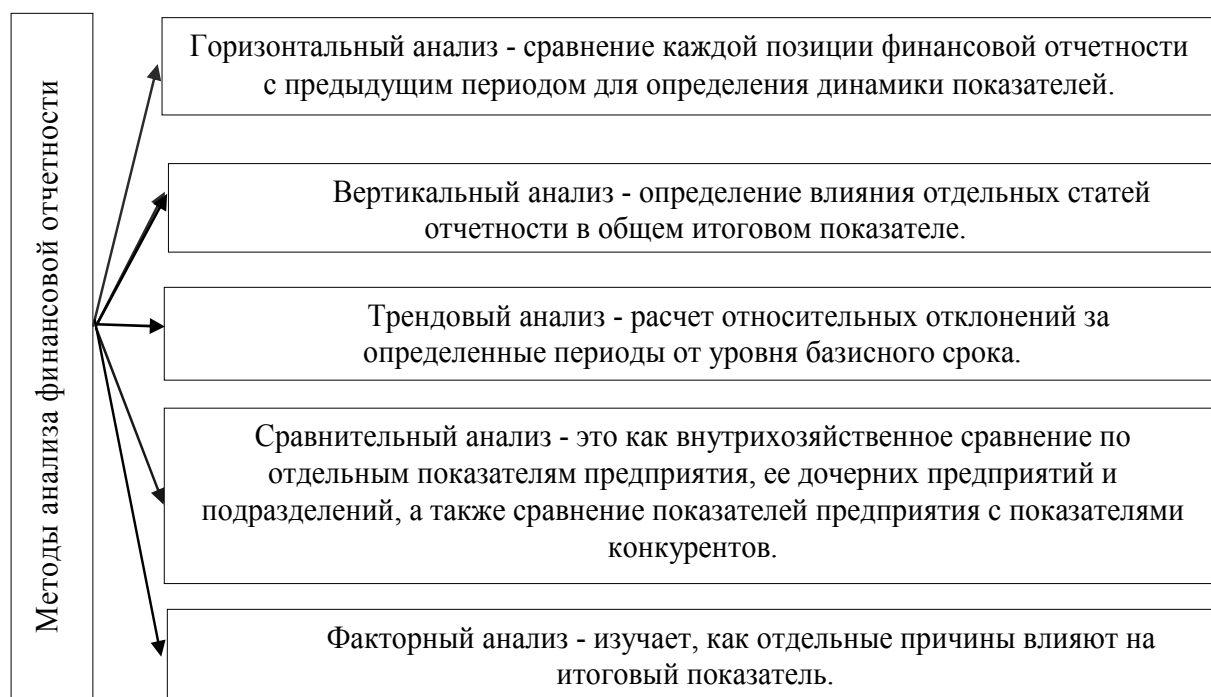 Методы анализа финансовой отчетности
Горизонтальный анализ - сравнение каждой позиции финансовой отчетности
с предыдущим периодом для определения динамики показателей.
Вертикальный анализ - определение влияния отдельных статей
отчетности в общем итоговом показателе.
Трендовый анализ - расчет относительных отклонений за
определенные периоды от уровня базисного срока.
Сравнительный анализ - это как внутрихозяйственное сравнение по
отдельным показателям предприятия, ее дочерних предприятий и
подразделений, а также сравнение показателей предприятия с показателями
конкурентов.
Факторный анализ - изучает, как отдельные причины влияют на
итоговый показатель.